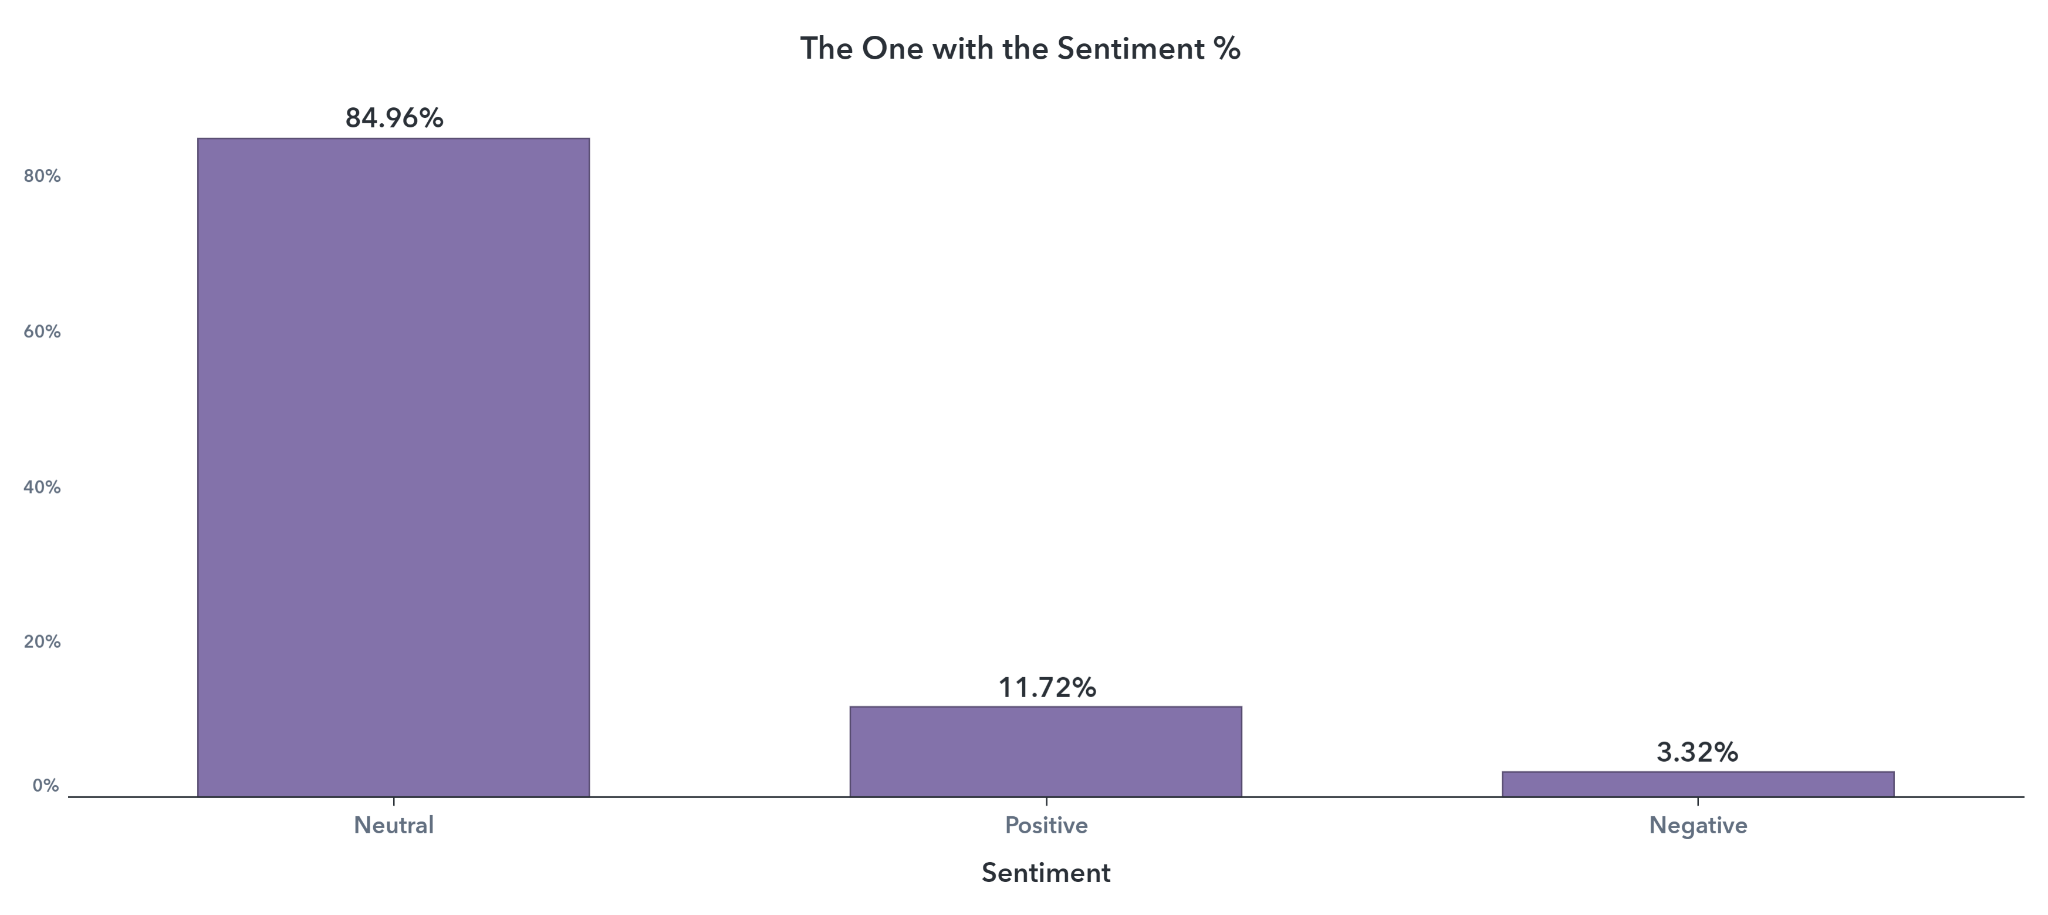 The One with the Sentiment %
84.96%
80%
60%
40%
20%
11.72%
3.32%
0%
Neutral
Positive
Negative
Sentiment